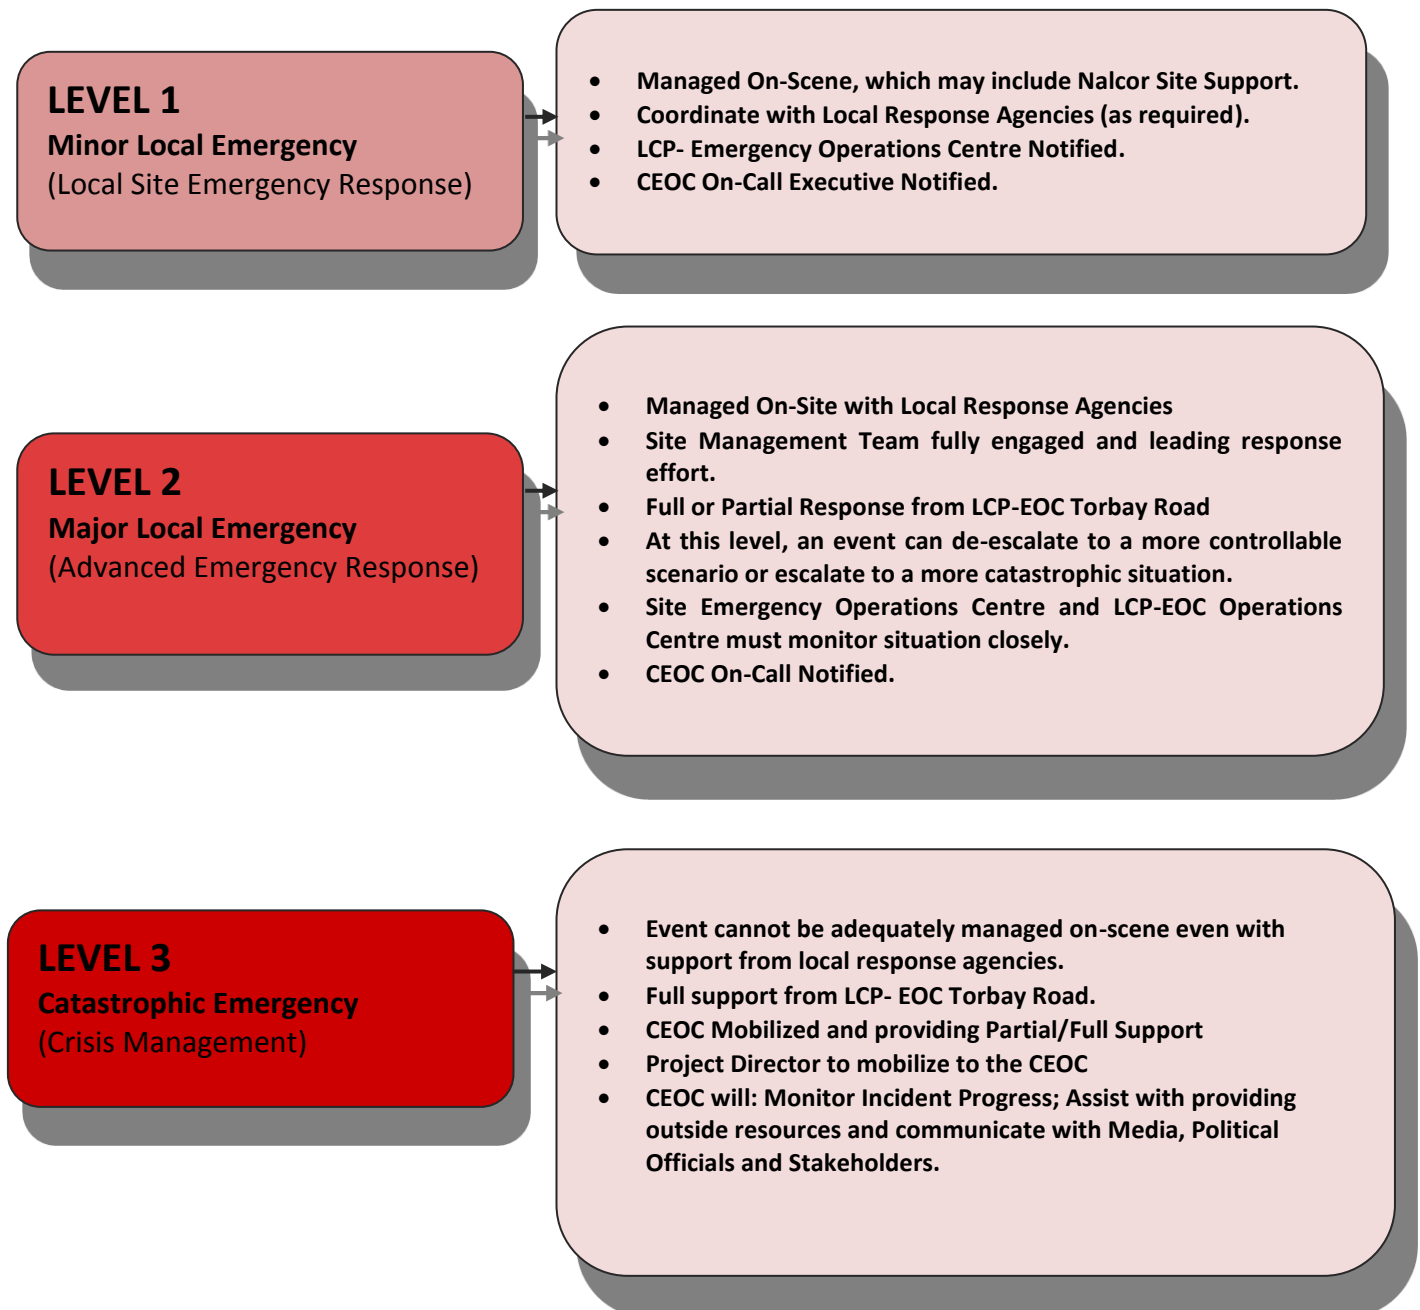 LEVEL 1
Minor Local Emergency
(Local Site Emergency Response)
• Managed On-Scene, which may include Nalcor Site Support.
• Coordinate with Local Response Agencies (as required).
• LCP- Emergency Operations Centre Notified.
• CEOC On-Call Executive Notified.
LEVEL 2
Major Local Emergency
(Advanced Emergency Response)
• Managed On-Site with Local Response Agencies
• Site Management Team fully engaged and leading response
effort.
• Full or Partial Response from LCP-EOC Torbay Road
• At this level, an event can de-escalate to a more controllable
scenario or escalate to a more catastrophic situation.
• Site Emergency Operations Centre and LCP-EOC Operations
Centre must monitor situation closely.
• CEOC On-Call Notified.
LEVEL 3
Catastrophic Emergency
(Crisis Management)
• Event cannot be adequately managed on-scene even with
support from local response agencies.
• Full support from LCP- EOC Torbay Road.
• CEOC Mobilized and providing Partial/Full Support
• Project Director to mobilize to the CEOC
• CEOC will: Monitor Incident Progress; Assist with providing
outside resources and communicate with Media, Political
Officials and Stakeholders.